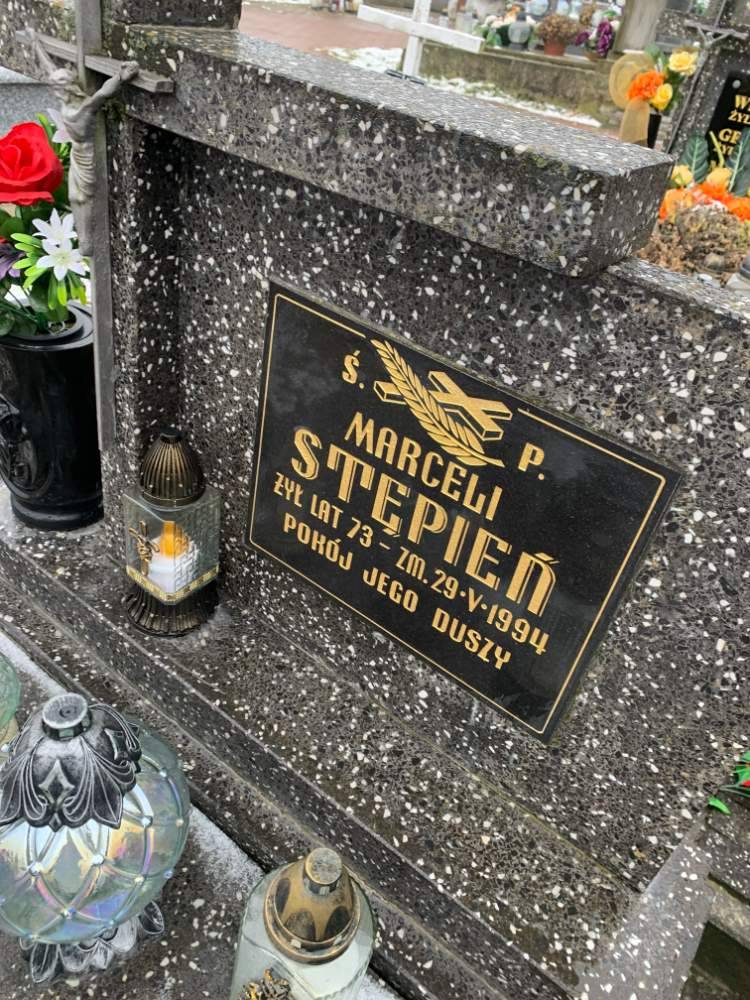 Ś. P.
MARCELI
STĘPIEŃ
ŻYŁ LAT 73 - ZM. 29·V·1994
POKÓJ JEGO DUSZY